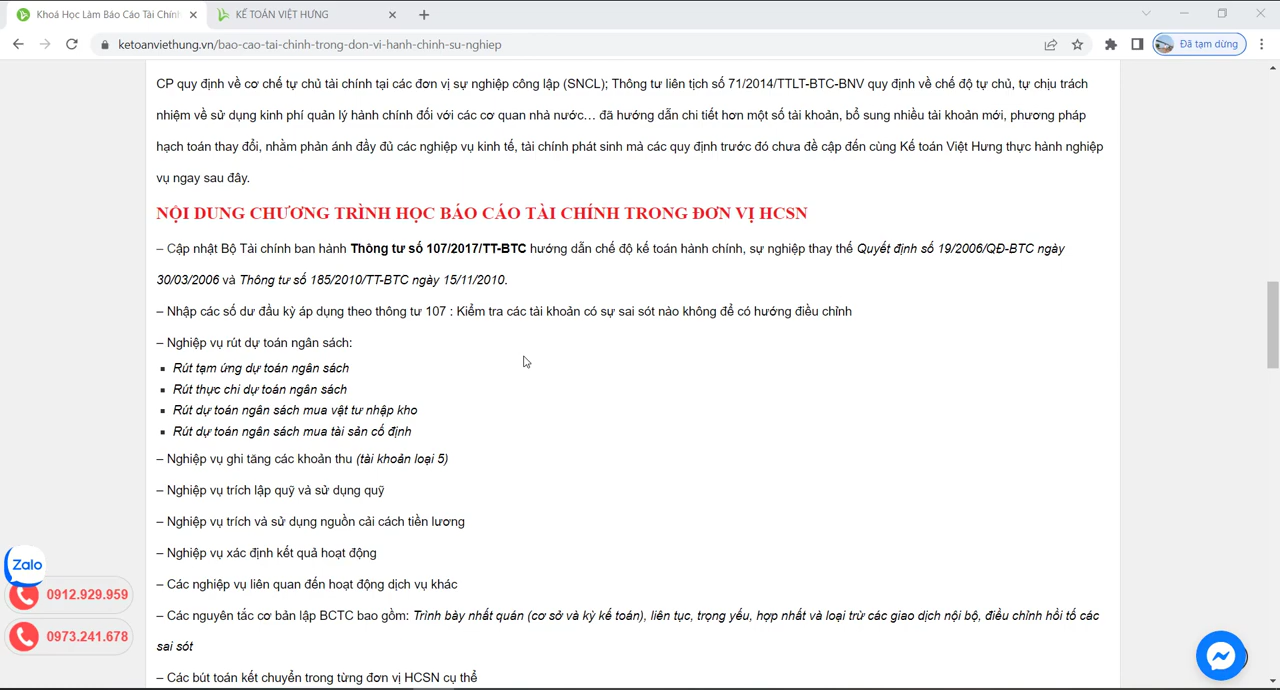 Khoá Học Làm Báo Cáo Tài Chính
KẾ TOÁN VIỆT HƯNG
ketoanviethung.vn/bao-cao-tai-chinh-trong-don-vi-hanh-chinh-su-nghiep
Đã tạm dừng
CP quy định về cơ chế tự chủ tài chính tại các đơn vị sự nghiệp công lập (SNCL); Thông tư liên tịch số 71/2014/TTLT-BTC-BNV quy định về chế độ tự chủ, tự chịu trách
nhiệm về sử dụng kinh phí quản lý hành chính đối với các cơ quan nhà nước… đã hướng dẫn chi tiết hơn một số tài khoản, bổ sung nhiều tài khoản mới, phương pháp
hạch toán thay đổi, nhằm phản ánh đầy đủ các nghiệp vụ kinh tế, tài chính phát sinh mà các quy định trước đó chưa đề cập đến cùng Kế toán Việt Hưng thực hành nghiệp
vụ ngay sau đây.
NỘI DUNG CHƯƠNG TRÌNH HỌC BÁO CÁO TÀI CHÍNH TRONG ĐƠN VỊ HCSN
– Cập nhật Bộ Tài chính ban hành Thông tư số 107/2017/TT-BTC hướng dẫn chế độ kế toán hành chính, sự nghiệp thay thế Quyết định số 19/2006/QĐ-BTC ngày
30/03/2006 và Thông tư số 185/2010/TT-BTC ngày 15/11/2010.
– Nhập các số dư đầu kỳ áp dụng theo thông tư 107 : Kiểm tra các tài khoản có sự sai sót nào không để có hướng điều chỉnh
– Nghiệp vụ rút dự toán ngân sách:
▪ Rút tạm ứng dự toán ngân sách
▪ Rút thực chi dự toán ngân sách
▪ Rút dự toán ngân sách mua vật tư nhập kho
▪ Rút dự toán ngân sách mua tài sản cố định
– Nghiệp vụ ghi tăng các khoản thu (tài khoản loại 5)
– Nghiệp vụ trích lập quỹ và sử dụng quỹ
– Nghiệp vụ trích và sử dụng nguồn cải cách tiền lương
– Nghiệp vụ xác định kết quả hoạt động
Zalo
– Các nghiệp vụ liên quan đến hoạt động dịch vụ khác
0912.929.959
– Các nguyên tắc cơ bản lập BCTC bao gồm: Trình bày nhất quán (cơ sở và kỳ kế toán), liên tục, trọng yếu, hợp nhất và loại trừ các giao dịch nội bộ, điều chỉnh hồi tố các
0973.241.678
sai sót
– Các bút toán kết chuyển trong từng đơn vị HCSN cụ thể